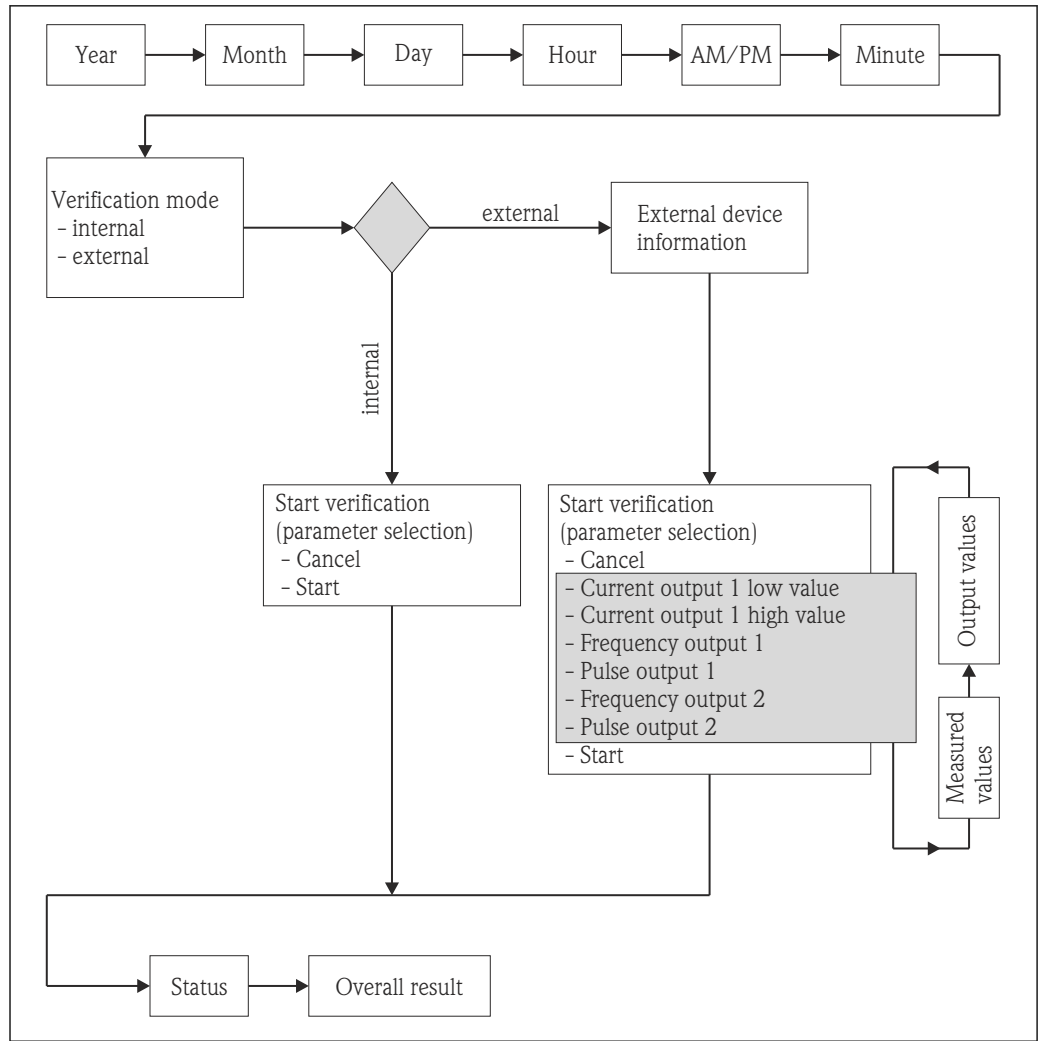 Year
Month
Day
Hour
AM/PM
Minute
Verification mode
– internal
– external
external
External device
information
internal
Start verification
(parameter selection)
– Cancel
– Start
Start verification
(parameter selection)
– Cancel
– Current output 1 low value
– Current output 1 high value
– Frequency output 1
– Pulse output 1
– Frequency output 2
– Pulse output 2
– Start
Output values
Measured
values
Status
Overall result